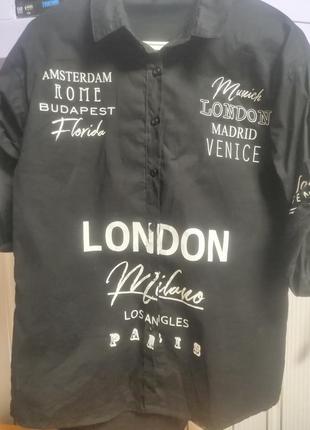 AMSTERDAM
ROME
BUDAPEST
Florida
Munich
LONDON
MADRID
VENICE
LONDON
Milano
LOS ANGLES
PARIS